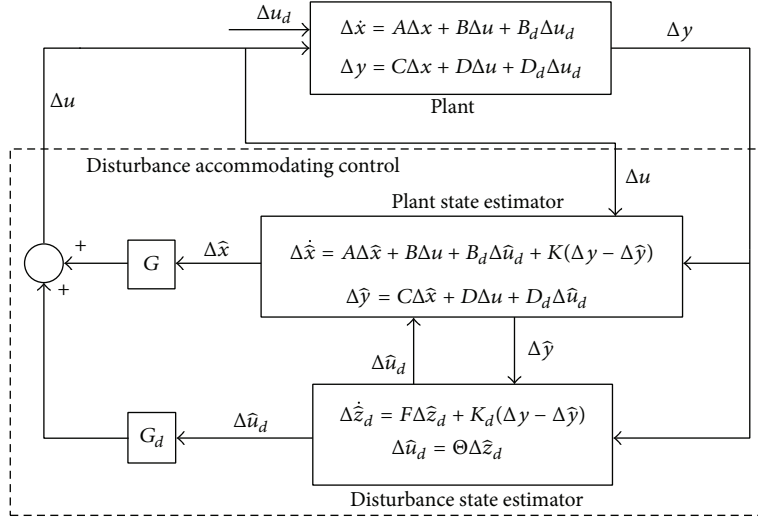 Δu_d
Δẋ = AΔx + BΔu + B_dΔu_d
Δy = CΔx + DΔu + D_dΔu_d
Δy
Plant
Δu
Disturbance accommodating control
Δu
Plant state estimator
+
G
Δx̂
Δẋ̂ = AΔx̂ + BΔu + B_dΔû_d + K(Δy − Δŷ)
Δŷ = CΔx̂ + DΔu + D_dΔû_d
+
Δû_d
Δŷ
G_d
Δû_d
Δẑ̇_d = FΔẑ_d + K_d(Δy − Δŷ)
Δû_d = ΘΔẑ_d
Disturbance state estimator